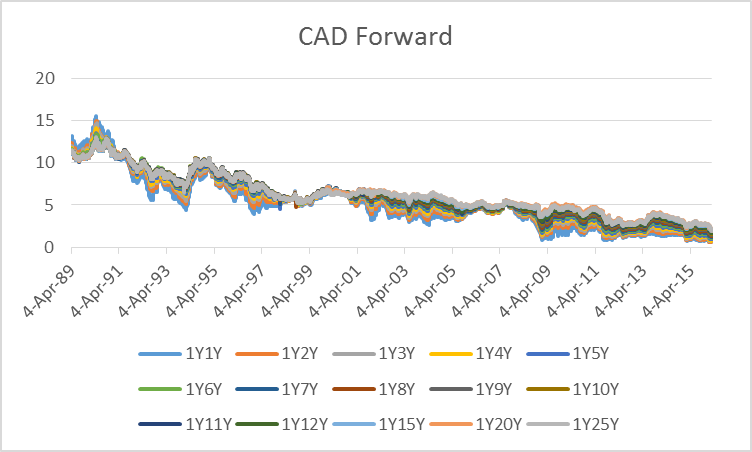 CAD Forward
20
15
10
5
0
4-Apr-89 4-Apr-91 4-Apr-93 4-Apr-95 4-Apr-97 4-Apr-99 4-Apr-01 4-Apr-03 4-Apr-05 4-Apr-07 4-Apr-09 4-Apr-11 4-Apr-13 4-Apr-15
1Y1Y 1Y2Y 1Y3Y 1Y4Y 1Y5Y
1Y6Y 1Y7Y 1Y8Y 1Y9Y 1Y10Y
1Y11Y 1Y12Y 1Y15Y 1Y20Y 1Y25Y